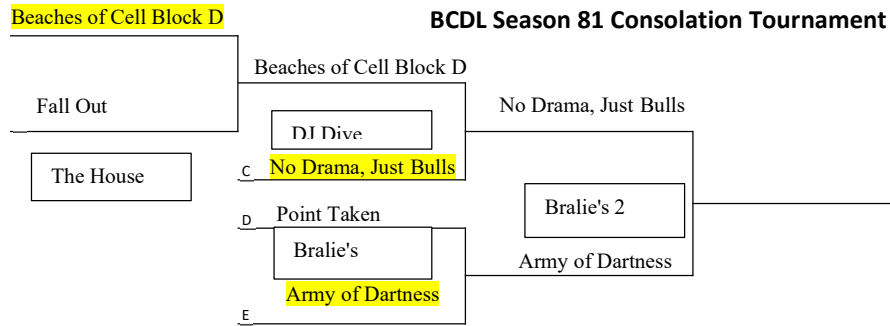 Beaches of Cell Block D
BCDL Season 81 Consolation Tournament
Beaches of Cell Block D
Fall Out
No Drama, Just Bulls
DJ Dive
The House
C No Drama, Just Bulls
Bralie's 2
D Point Taken
Bralie's
Army of Dartness
Army of Dartness
E